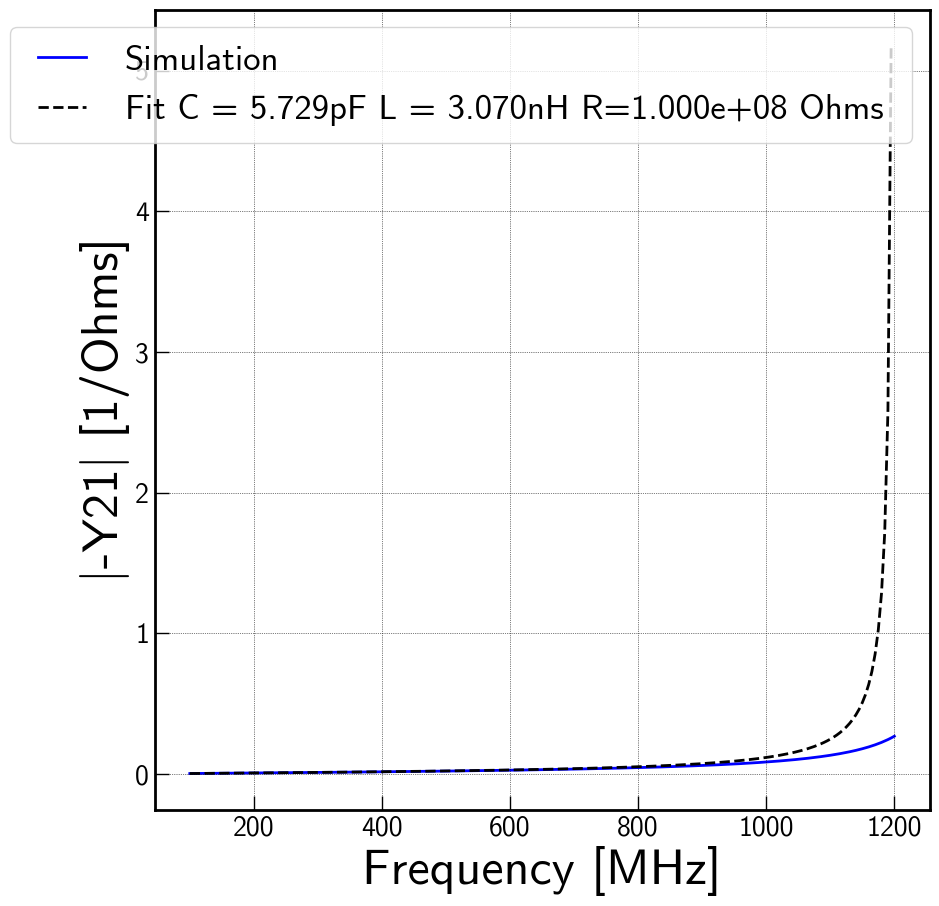 Simulation
Fit C = 5.729pF L = 3.070nH R=1.000e+08 Ohms
5
4
3
2
1
0
|-Y21| [1/Ohms]
200 400 600 800 1000 1200
Frequency [MHz]